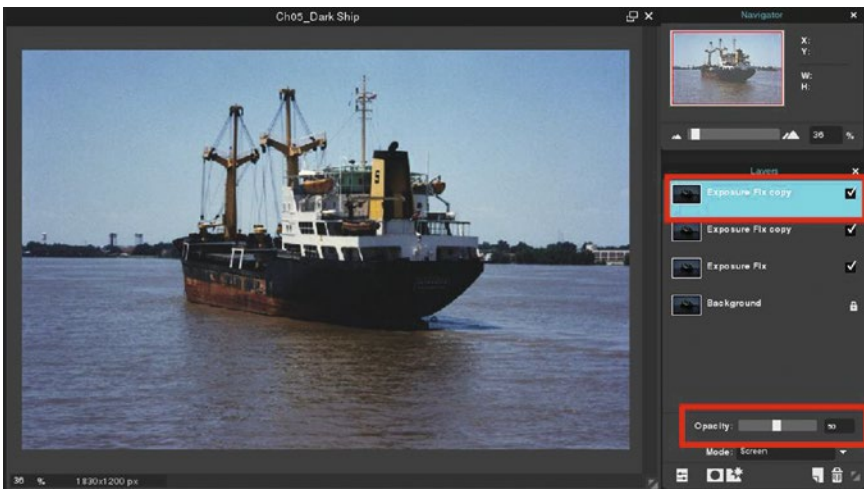 Ch05_Dark Ship
Navigator
X:
Y:
W:
H:
36 %
Layers
Exposure Fix copy
Exposure Fix copy
Exposure Fix
Background
Opacity: 50
Mode: Screen
36 % 1830x1200 px